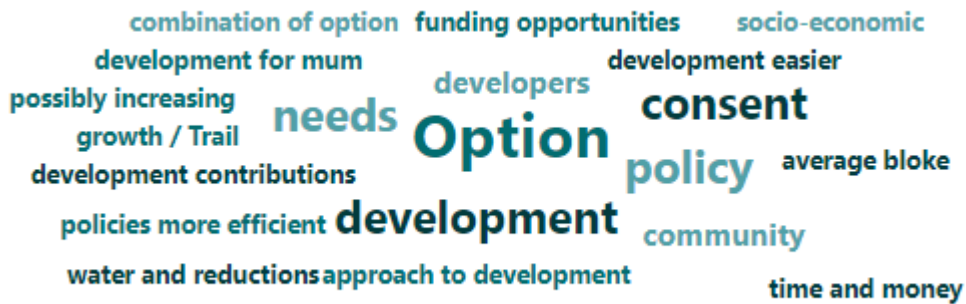 combination of option funding opportunities socio-economic
development for mum development easier
developers
possibly increasing needs consent
growth / Trail Option
development contributions policy average bloke
policies more efficient development community
water and reductions approach to development
time and money